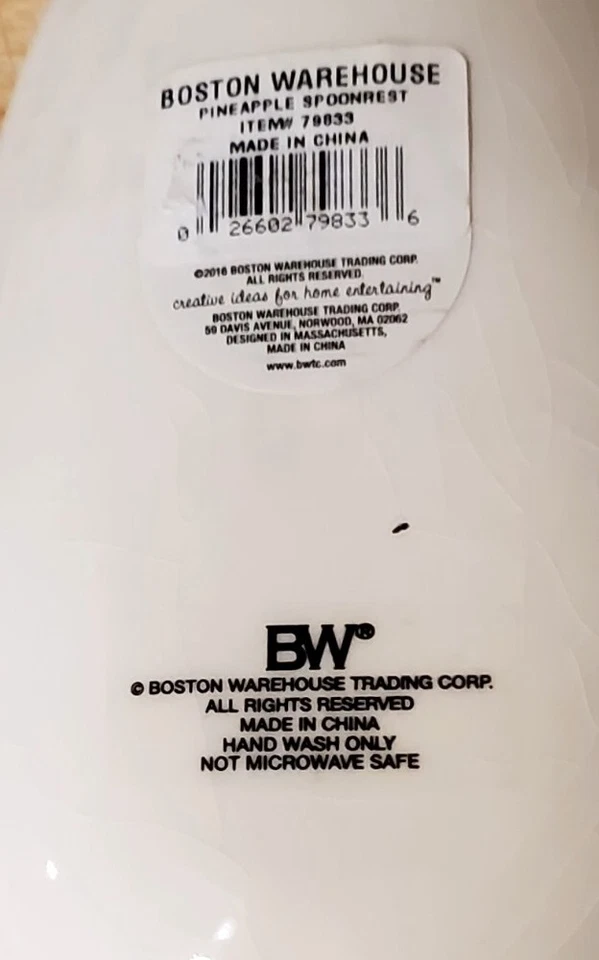 BOSTON WAREHOUSE
PINEAPPLE SPOONREST
ITEM# 79833
MADE IN CHINA
0 26602 79833 6
©2016 BOSTON WAREHOUSE TRADING CORP.
ALL RIGHTS RESERVED
creative ideas for home entertaining™
BOSTON WAREHOUSE TRADING CORP.
59 DAVIS AVENUE, NORWOOD, MA 02062
DESIGNED IN MASSACHUSETTS,
MADE IN CHINA
www.bwtc.com
BW®
© BOSTON WAREHOUSE TRADING CORP.
ALL RIGHTS RESERVED
MADE IN CHINA
HAND WASH ONLY
NOT MICROWAVE SAFE